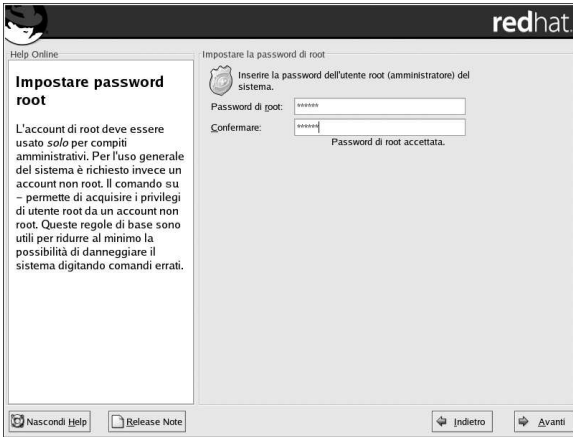 redhat.
Help Online
Impostare password
root
L'account di root deve essere
usato solo per compiti
amministrativi. Per l'uso generale
del sistema è richiesto invece un
account non root. Il comando su
– permette di acquisire i privilegi
di utente root da un account non
root. Queste regole di base sono
utili per ridurre al minimo la
possibilità di danneggiare il
sistema digitando comandi errati.
Impostare la password di root
Inserire la password dell'utente root (amministratore) del
sistema.
Password di root: ******
Confermare: ******
Password di root accettata.
Nascondi Help
Release Note
Indietro
Avanti